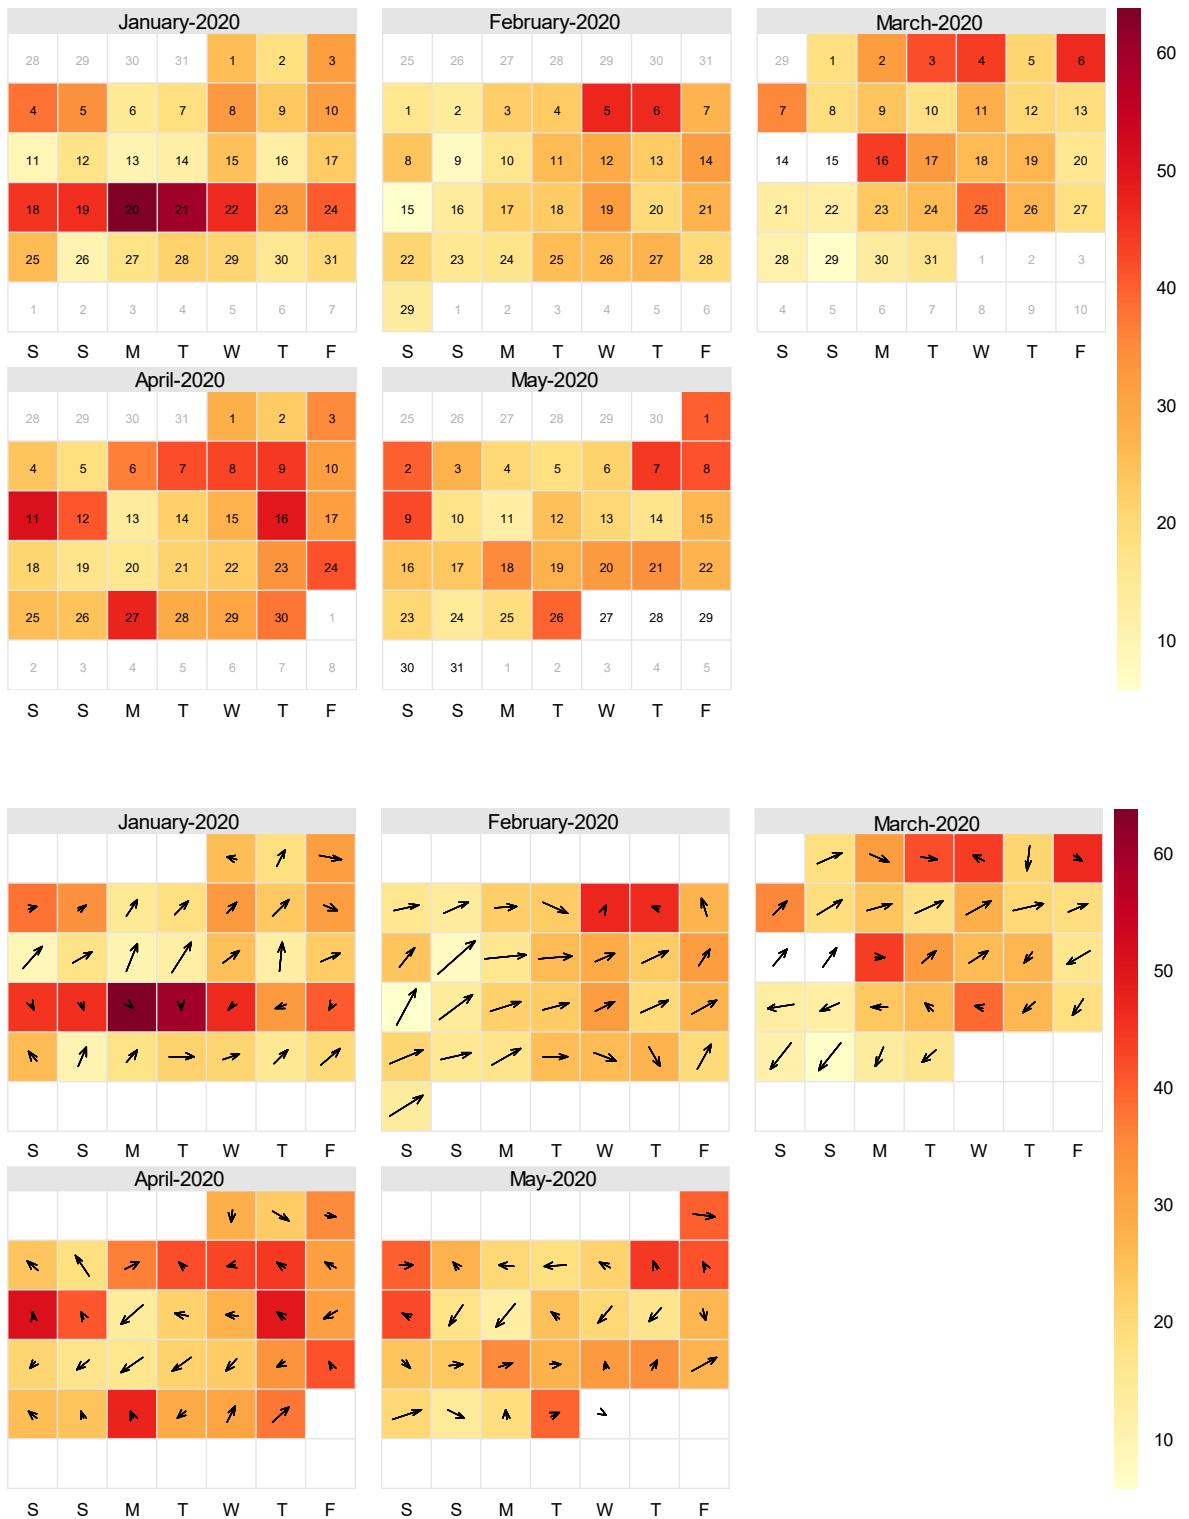 January-2020 February-2020 March-2020
28 29 30 31 1 2 3 25 26 27 28 29 30 31 29 1 2 3 4 5 6 60
4 5 6 7 8 9 10 1 2 3 4 5 6 7 7 8 9 10 11 12 13
11 12 13 14 15 16 17 8 9 10 11 12 13 14 14 15 16 17 18 19 20 50
18 19 20 21 22 23 24 15 16 17 18 19 20 21 21 22 23 24 25 26 27
25 26 27 28 29 30 31 22 23 24 25 26 27 28 28 29 30 31 1 2 3 40
1 2 3 4 5 6 7 29 1 2 3 4 5 6 4 5 6 7 8 9 10
S S M T W T F S S M T W T F S S M T W T F
April-2020 May-2020
28 29 30 31 1 2 3 25 26 27 28 29 30 1 30
4 5 6 7 8 9 10 2 3 4 5 6 7 8
11 12 13 14 15 16 17 9 10 11 12 13 14 15 20
18 19 20 21 22 23 24 16 17 18 19 20 21 22
25 26 27 28 29 30 1 23 24 25 26 27 28 29 10
2 3 4 5 6 7 8 30 31 1 2 3 4 5
S S M T W T F S S M T W T F
January-2020 February-2020 March-2020
60
50
40
S S M T W T F S S M T W T F S S M T W T F
April-2020 May-2020
30
20
10
S S M T W T F S S M T W T F